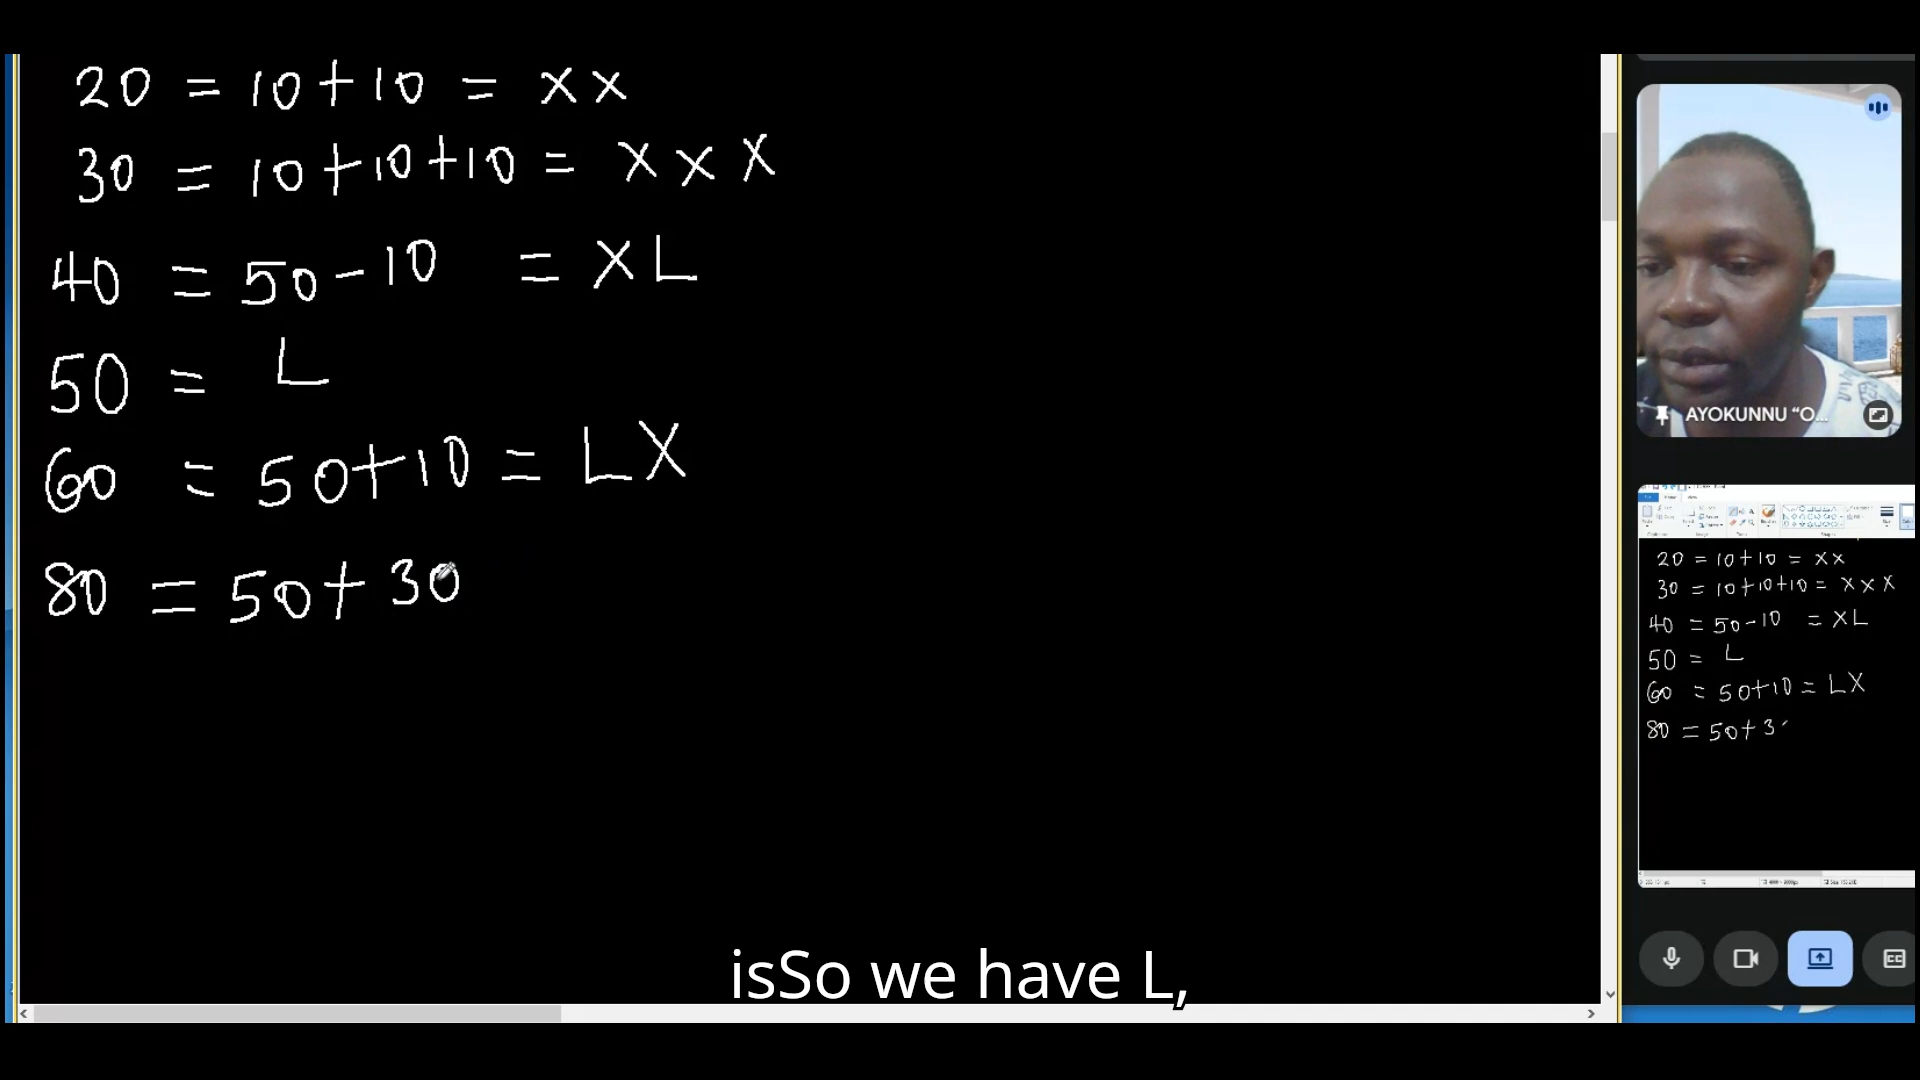 20 = 10+10 = XX
30 = 10+10+10 = XXX
40 = 50-10 = XL
50 = L
60 = 50+10 = LX
80 = 50+30
isSo we have L,
AYOKUNNU “O...
20 = 10+10 = XX
30 = 10+10+10 = XXX
40 = 50-10 = XL
50 = L
60 = 50+10 = LX
80 = 50+3
CC